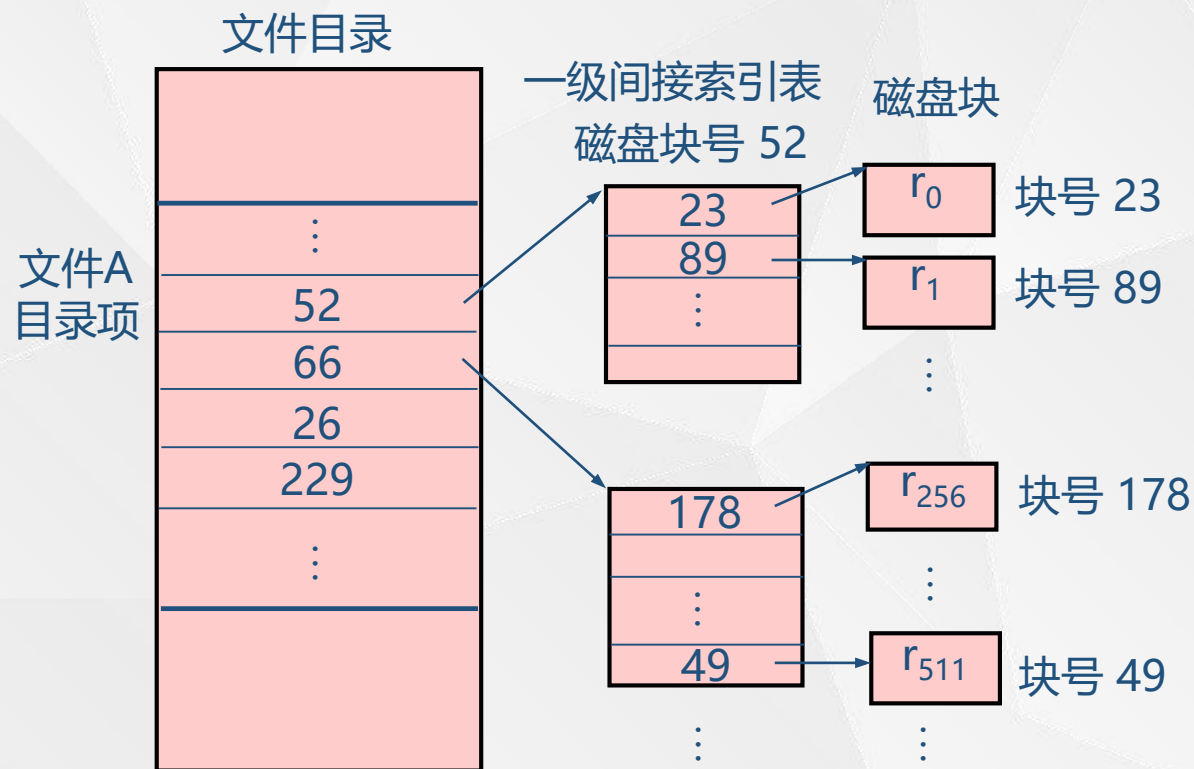 文件目录
一级间接索引表
磁盘块号 52
磁盘块
文件A
目录项
⋮
52
66
26
229
⋮
23
89
⋮
r0
块号 23
r1
块号 89
⋮
178
⋮
49
⋮
r256
块号 178
⋮
r511
块号 49
⋮